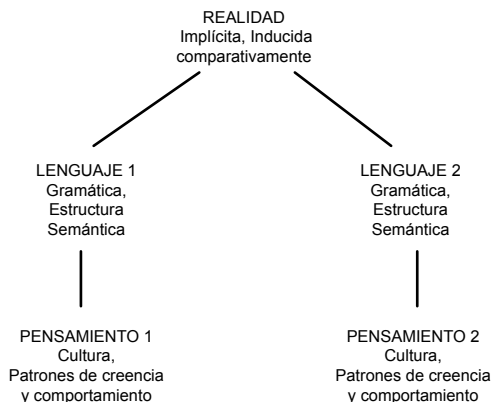 REALIDAD
Implícita, Inducida
comparativamente
LENGUAJE 1
Gramática,
Estructura
Semántica
LENGUAJE 2
Gramática,
Estructura
Semántica
PENSAMIENTO 1
Cultura,
Patrones de creencia
y comportamiento
PENSAMIENTO 2
Cultura,
Patrones de creencia
y comportamiento